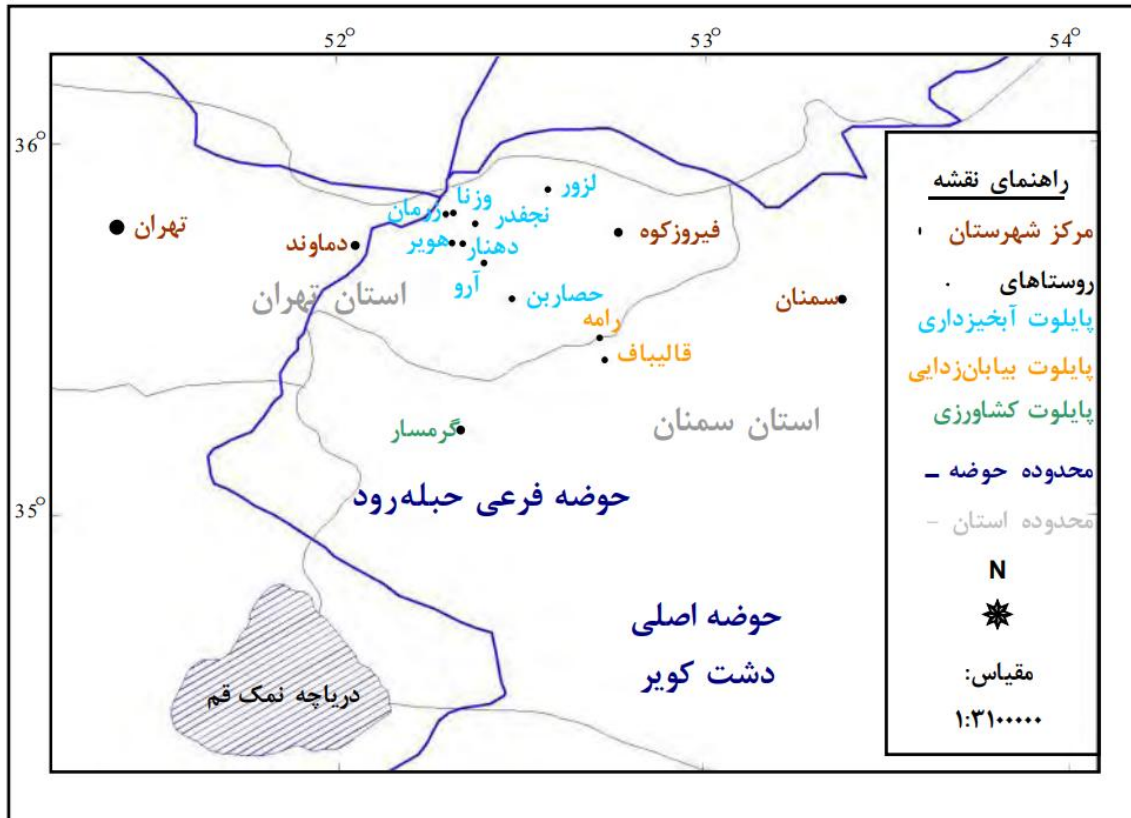 52°
53°
54°
36°
35°
لزور
وزنا
زرمان
نجفدر
هویر
دهنار
آرو
حصاربن
تهران
دماوند
فیروزکوه
سمنان
استان تهران
رامه
قالیباف
گرمسار
استان سمنان
حوضه فرعی حبله‌رود
حوضه اصلی
دشت کویر
دریاچه نمک قم
راهنمای نقشه
مرکز شهرستان
روستاهای
پایلوت آبخیزداری
پایلوت بیابان‌زدایی
پایلوت کشاورزی
محدوده حوضه
محدوده استان
N
مقیاس:
۱:۳۱۰۰۰۰۰